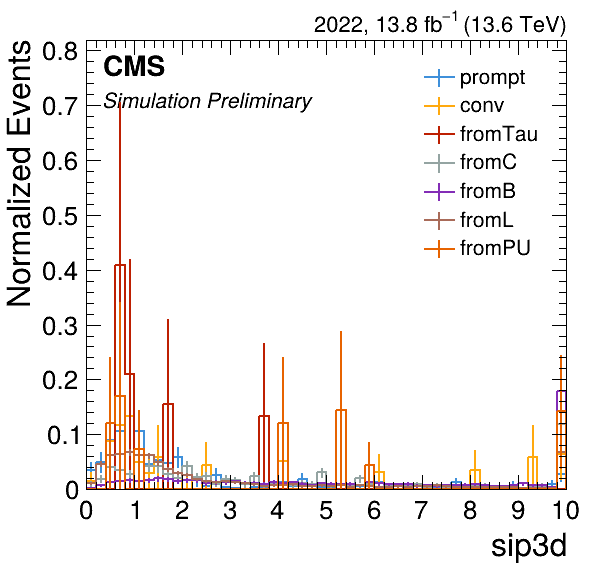 2022, 13.8 fb⁻¹ (13.6 TeV)
CMS
Simulation Preliminary
prompt
conv
fromTau
fromC
fromB
fromL
fromPU
Normalized Events
0.8
0.7
0.6
0.5
0.4
0.3
0.2
0.1
0
0 1 2 3 4 5 6 7 8 9 10
sip3d